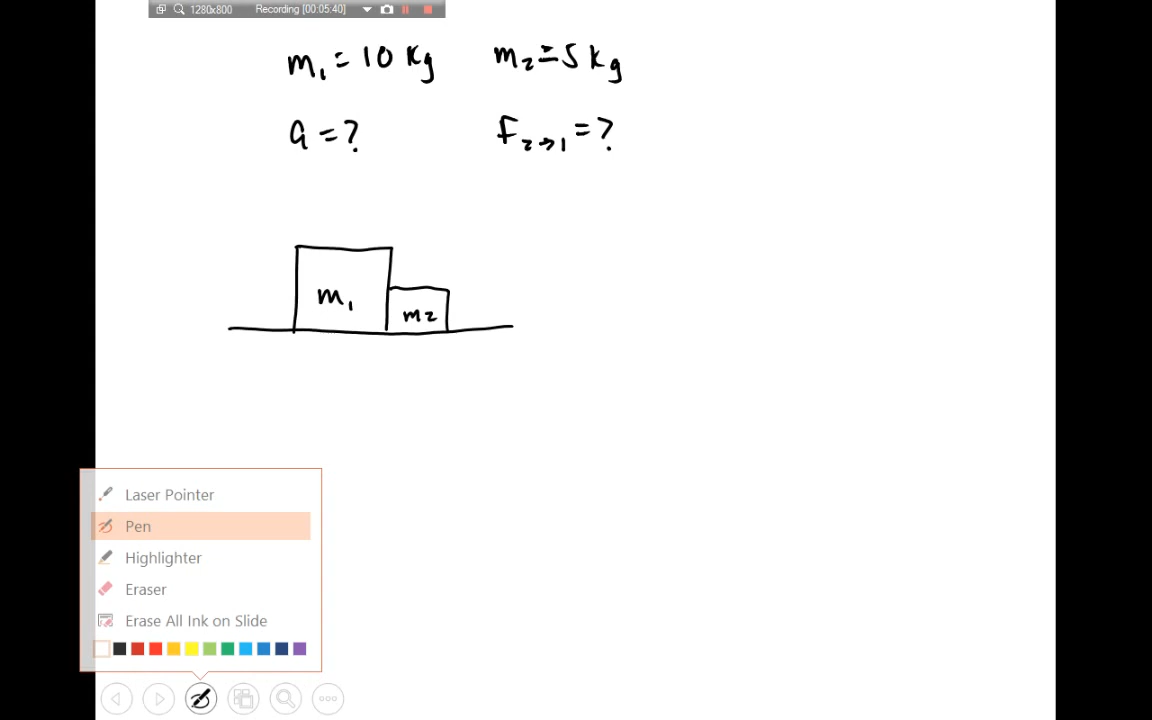 1280x800 Recording [00:05:40]
m₁ = 10 kg m₂ = 5 kg
a = ? F₂→₁ = ?
m₁
m₂
Laser Pointer
Pen
Highlighter
Eraser
Erase All Ink on Slide